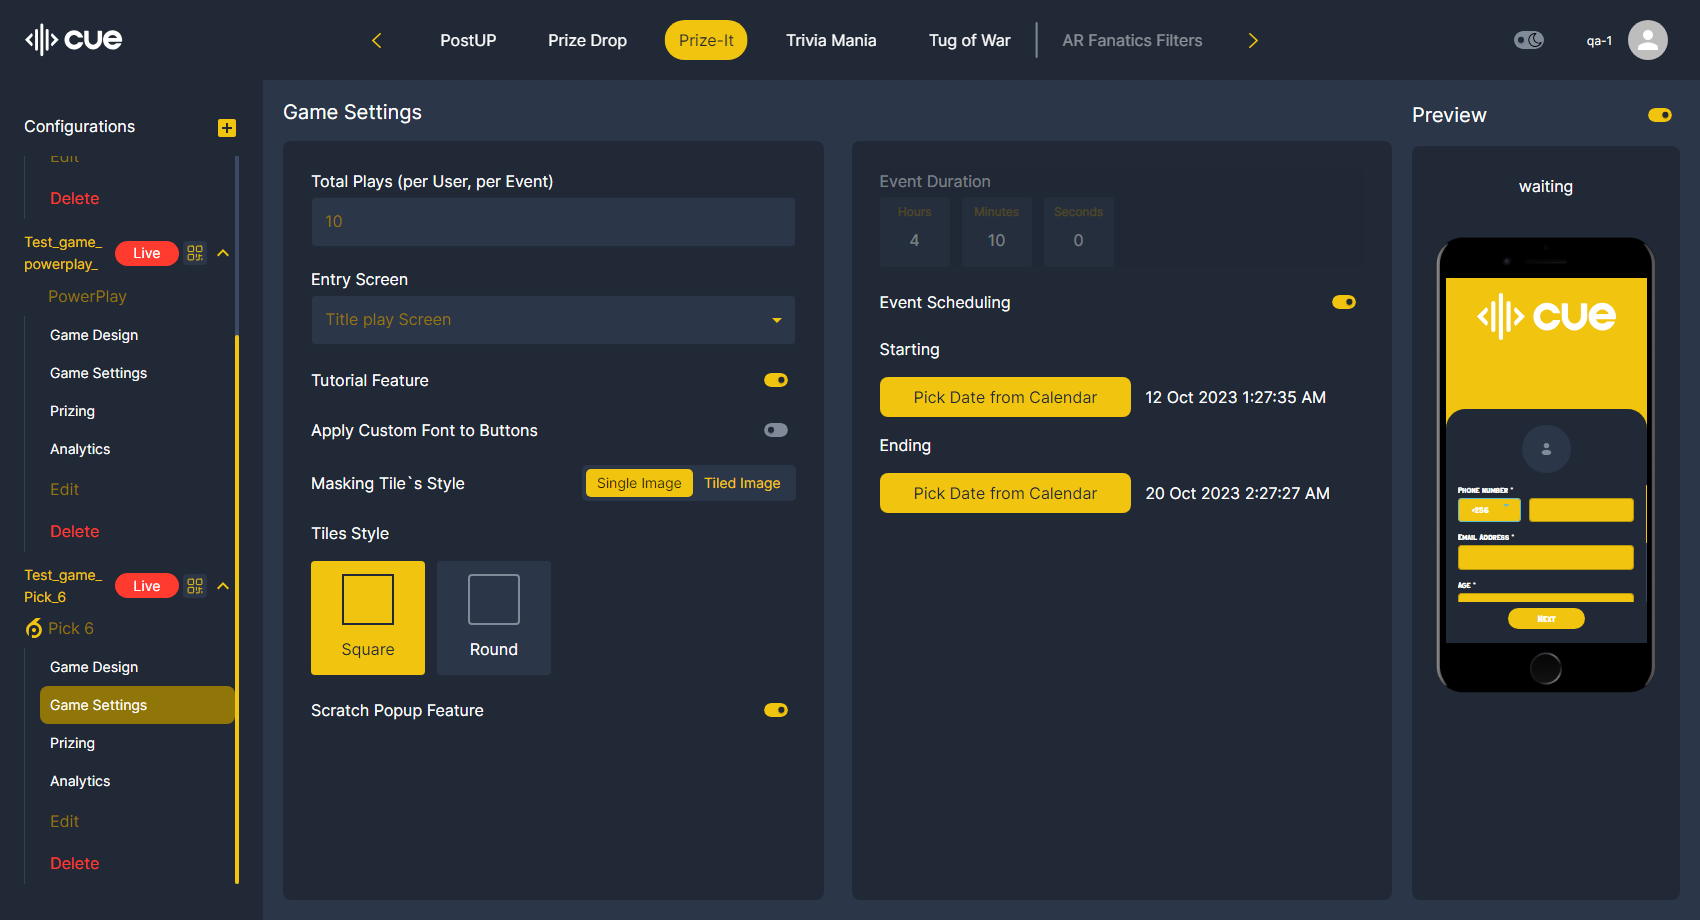 cue
PostUP
Prize Drop
Prize-It
Trivia Mania
Tug of War
AR Fanatics Filters
qa-1
Configurations
Edit
Delete
Test_game_
powerplay_
Live
PowerPlay
Game Design
Game Settings
Prizing
Analytics
Edit
Delete
Test_game_
Pick_6
Live
Pick 6
Game Design
Game Settings
Prizing
Analytics
Edit
Delete
Game Settings
Total Plays (per User, per Event)
10
Entry Screen
Title play Screen
Tutorial Feature
Apply Custom Font to Buttons
Masking Tile`s Style
Single Image
Tiled Image
Tiles Style
Square
Round
Scratch Popup Feature
Event Duration
Hours
Minutes
Seconds
4
10
0
Event Scheduling
Starting
Pick Date from Calendar
12 Oct 2023 1:27:35 AM
Ending
Pick Date from Calendar
20 Oct 2023 2:27:27 AM
Preview
waiting
cue
Phone number *
+256
Email Address *
Age *
Next